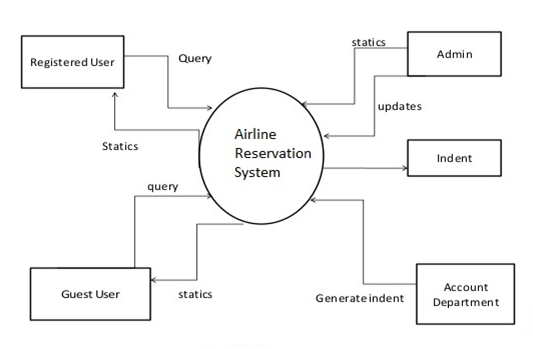 statics
Registered User
Query
Admin
updates
Airline
Reservation
System
Statics
Indent
query
Guest User
statics
Generate indent
Account
Department